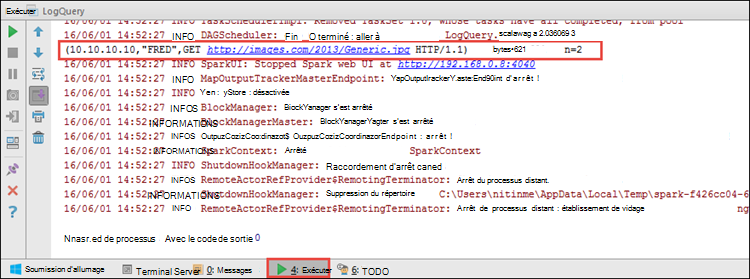 Exécuter LogQuery
16/06/01 14:52:27 INFO TaskSchedulerImpl: Removed TaskSet 1.0, whose tasks have all completed, from pool
16/06/01 14:52:27 INFO DAGScheduler: Fin _O terminé : aller à LogQuery. scalawag a 2.036069 3
(10.10.10.10,"FRED",GET http://images.com/2013/Generic.jpg HTTP/1.1) bytes•621 n=2
16/06/01 14:52:27 INFO SparkUI: Stopped Spark web UI at http://192.168.0.8:4040
16/06/01 14:52:27 INFO MapOutputTrackerMasterEndpoint: YapOutputIrackerY.aste:End90int d'arrêt !
16/06/01 14:52:27 INFO Yen : yStore : désactivée
16/06/01 14:52:27 INFOS BlockManager: BlockYanager s'est arrêté
16/06/01 14:52:27 INFORMATIONS BlockManagerMaster: BlockManagerYagter s'est arrêté
16/06/01 14:52:27 INFOS OutpuzCozizCoo:dinazot$ OuzpuzCozizCoordinazorEndpoint : arrêt !
16/06/01 14:52:27 INFORMATIONS SparkContext: Arrêté SparkContext
16/06/01 14:52:27 INFO ShutdownHookManager: Raccordement d'arrêt caned
16/06/01 14:52:27 INFOS RemoteActorRefProvider$RemotingTerminator: Arrêt du processus distant.
16/06/01 14:52:27 INFORMATIONS ShutdownHookManager: Suppression du répertoire C:\Users\nitinme\AppData\Local\Temp\spark-f426cc04-6
16/06/01 14:52:27 INFO RemoteActorRefProvider$RemotingTerminator: Arrêt de processus distant : établissement de vidage ng
Nnasr.ed de processus Avec le code de sortie 0
Soumission d'allumage Terminal Server 0: Messages 4: Exécuter 6: TODO